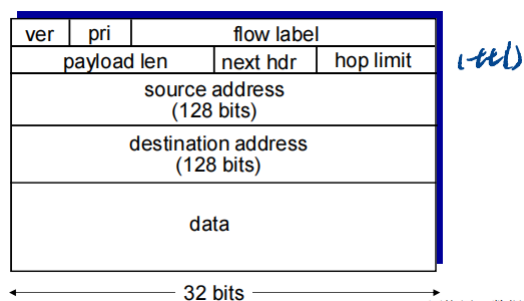 ver pri flow label
payload len next hdr hop limit (ttl)
source address
(128 bits)
destination address
(128 bits)
data
32 bits